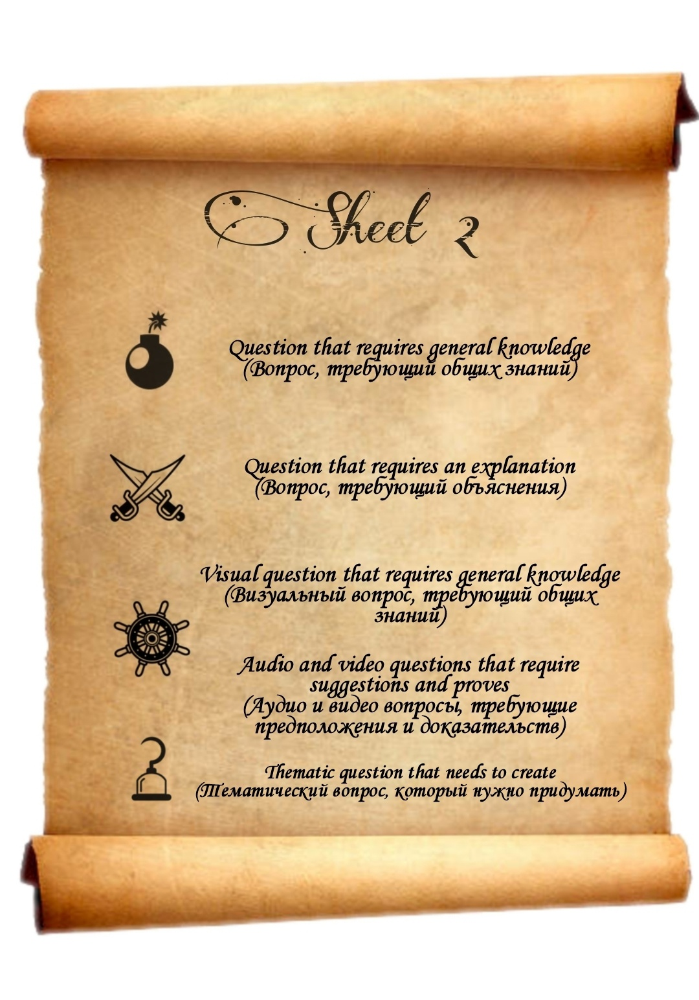 Sheet 2
Question that requires general knowledge
(Вопрос, требующий общих знаний)
Question that requires an explanation
(Вопрос, требующий объяснения)
Visual question that requires general knowledge
(Визуальный вопрос, требующий общих
знаний)
Audio and video questions that require
suggestions and proves
(Аудио и видео вопросы, требующие
предположения и доказательств)
Thematic question that needs to create
(Тематический вопрос, который нужно придумать)